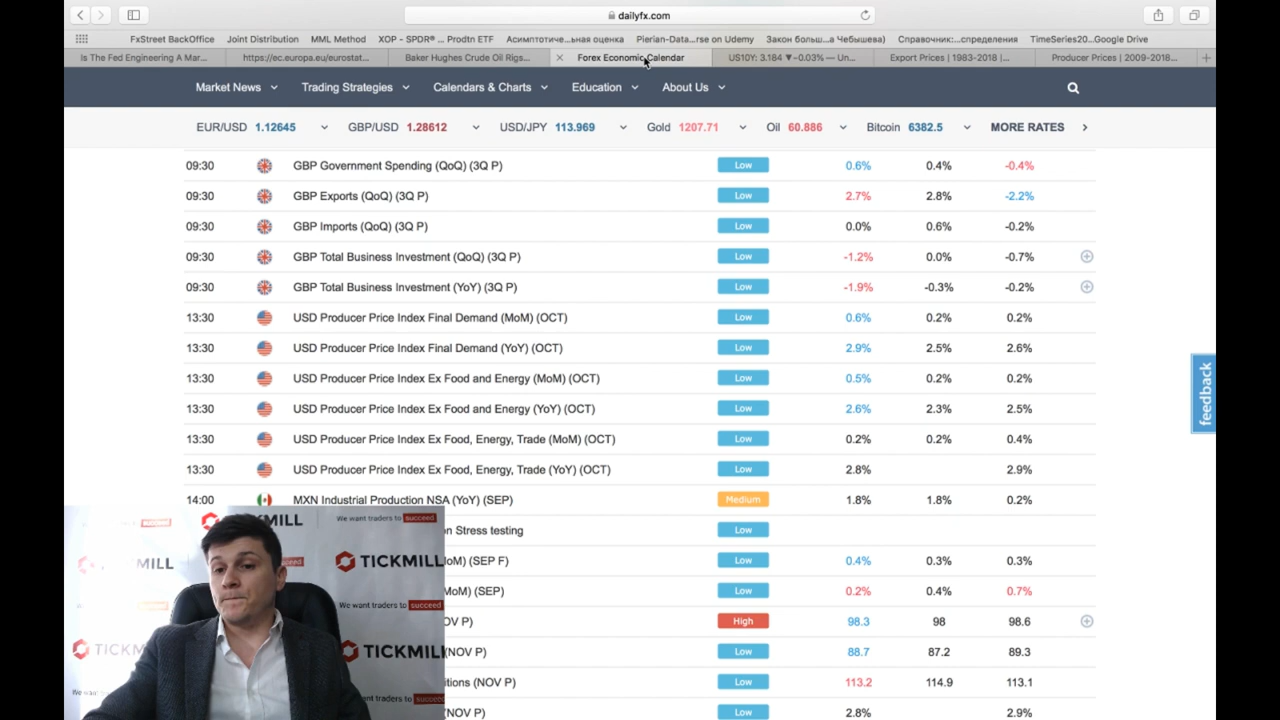 dailyfx.com
FxStreet BackOffice Joint Distribution MML Method XOP – SPDR® ... Prodtn ETF Асимптотиче...ьная оценка Pierian-Data...rse on Udemy Закон больш...а Чебышева) Справочник:...спределения TimeSeries20...Google Drive
Is The Fed Engineering A Mar... https://ec.europa.eu/eurostat... Baker Hughes Crude Oil Rigs... Forex Economic Calendar US10Y: 3.184 ▼−0.03% — Un... Export Prices | 1983-2018 |... Producer Prices | 2009-2018...
Market News Trading Strategies Calendars & Charts Education About Us
EUR/USD 1.12645 GBP/USD 1.28612 USD/JPY 113.969 Gold 1207.71 Oil 60.886 Bitcoin 6382.5 MORE RATES
09:30 GBP Government Spending (QoQ) (3Q P) Low 0.6% 0.4% -0.4%
09:30 GBP Exports (QoQ) (3Q P) Low 2.7% 2.8% -2.2%
09:30 GBP Imports (QoQ) (3Q P) Low 0.0% 0.6% -0.2%
09:30 GBP Total Business Investment (QoQ) (3Q P) Low -1.2% 0.0% -0.7%
09:30 GBP Total Business Investment (YoY) (3Q P) Low -1.9% -0.3% -0.2%
13:30 USD Producer Price Index Final Demand (MoM) (OCT) Low 0.6% 0.2% 0.2%
13:30 USD Producer Price Index Final Demand (YoY) (OCT) Low 2.9% 2.5% 2.6%
13:30 USD Producer Price Index Ex Food and Energy (MoM) (OCT) Low 0.5% 0.2% 0.2%
13:30 USD Producer Price Index Ex Food and Energy (YoY) (OCT) Low 2.6% 2.3% 2.5%
13:30 USD Producer Price Index Ex Food, Energy, Trade (MoM) (OCT) Low 0.2% 0.2% 0.4%
13:30 USD Producer Price Index Ex Food, Energy, Trade (YoY) (OCT) Low 2.8% 2.9%
14:00 MXN Industrial Production NSA (YoY) (SEP) Medium 1.8% 1.8% 0.2%
on Stress testing Low
oM) (SEP F) Low 0.4% 0.3% 0.3%
MoM) (SEP) Low 0.2% 0.4% 0.7%
OV P) High 98.3 98 98.6
(NOV P) Low 88.7 87.2 89.3
itions (NOV P) Low 113.2 114.9 113.1
(NOV P) Low 2.8% 2.9%
feedback
We want traders to succeed
TICKMILL
We want traders to succeed
TICKMILL